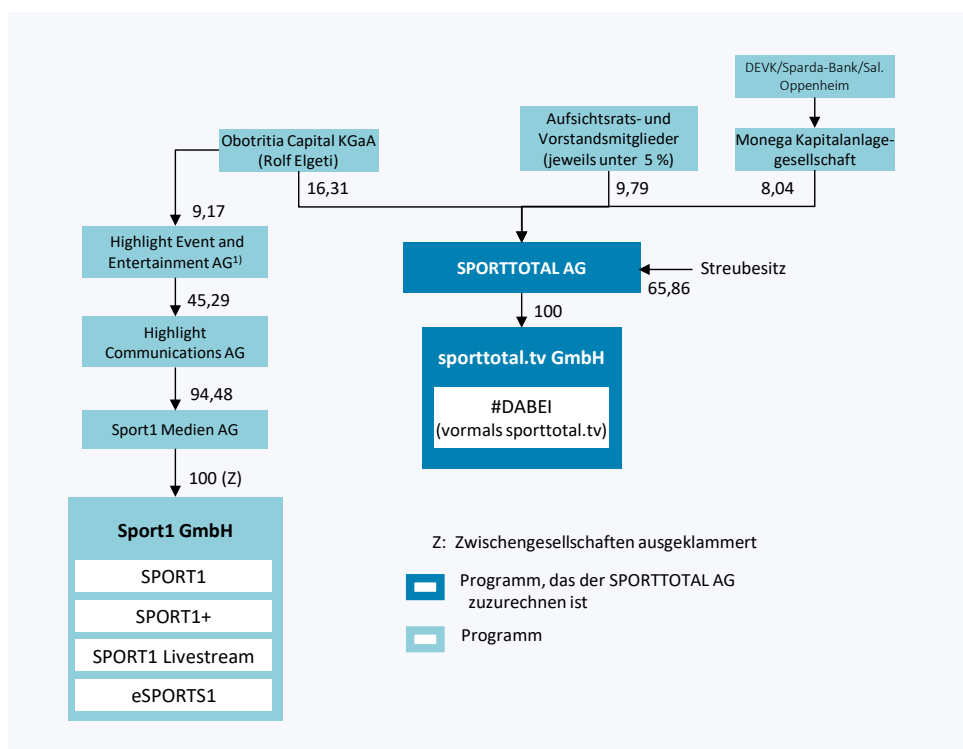 DEVK/Sparda-Bank/Sal.
Oppenheim
Obotritia Capital KGaA
(Rolf Elgeti)
Aufsichtsrats- und
Vorstandsmitglieder
(jeweils unter 5 %)
Monega Kapitalanlage-
gesellschaft
16,31
9,79
8,04
9,17
Highlight Event and
Entertainment AG1)
SPORTTOTAL AG
Streubesitz
65,86
45,29
100
Highlight
Communications AG
sporttotal.tv GmbH
#DABEI
(vormals sporttotal.tv)
94,48
Sport1 Medien AG
100 (Z)
Sport1 GmbH
SPORT1
SPORT1+
SPORT1 Livestream
eSPORTS1
Z: Zwischengesellschaften ausgeklammert
Programm, das der SPORTTOTAL AG
zuzurechnen ist
Programm